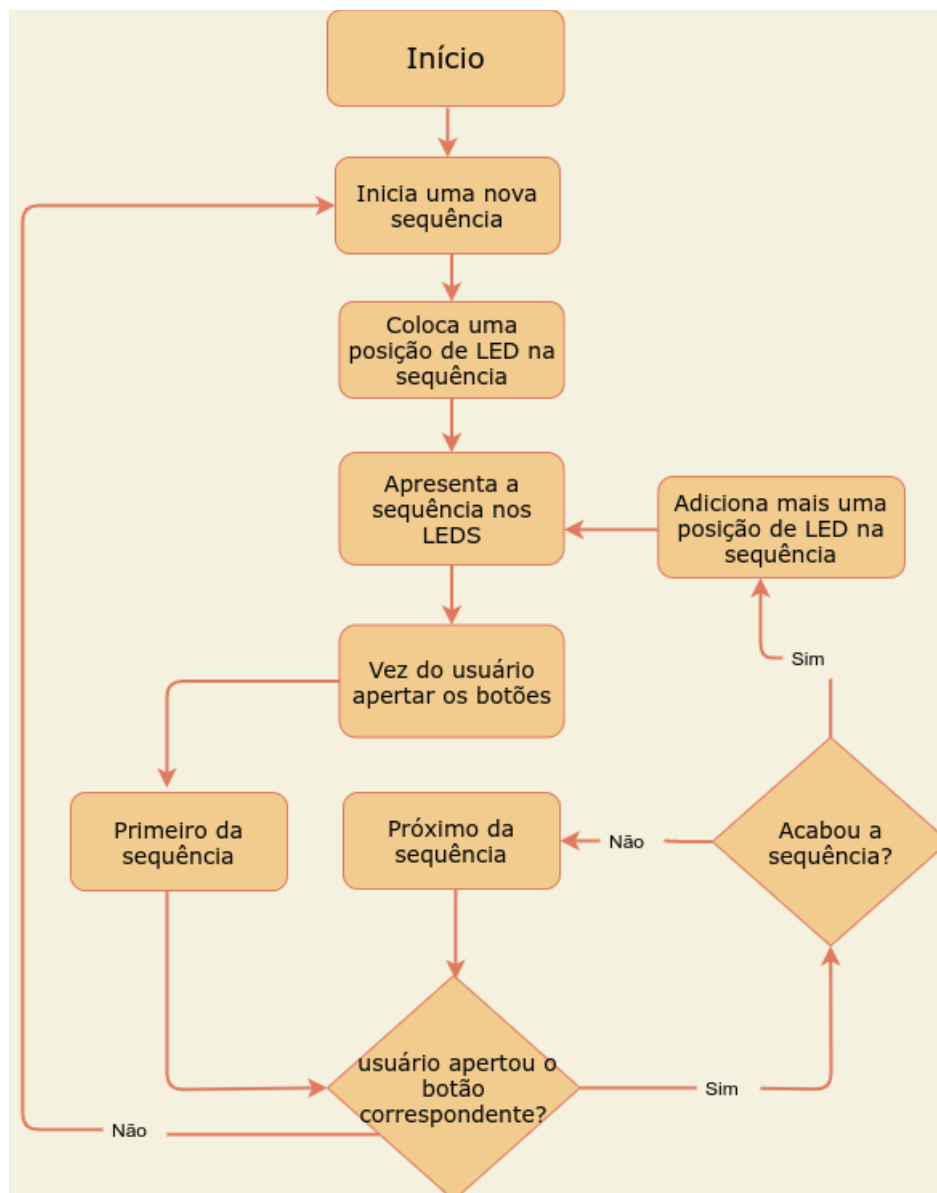 Início
Inicia uma nova
sequência
Coloca uma
posição de LED na
sequência
Apresenta a
sequência nos
LEDS
Adiciona mais uma
posição de LED na
sequência
Vez do usuário
apertar os botões
Sim
Primeiro da
sequência
Próximo da
sequência
Não
Acabou a
sequência?
usuário apertou o
botão
correspondente?
Sim
Não